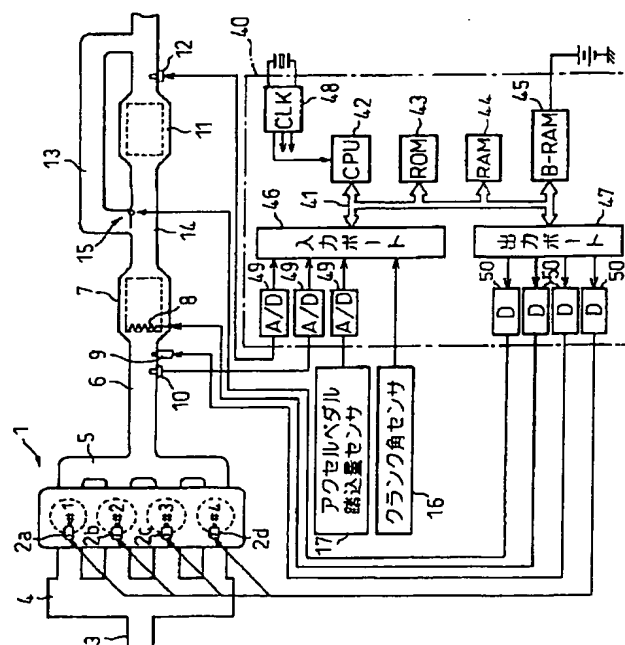 1
2a
2b
2c
2d
#1
#2
#3
#4
3
4
5
6
7
8
9
10
11
12
13
14
15
40
CLK
48
CPU
42
ROM
43
RAM
44
B-RAM
45
41
46
入力ポート
47
出力ポート
A/D
49
A/D
49
A/D
49
D
50
D
50
D
D
50
アクセルペダル
踏込量センサ
17
クランク角センサ
16